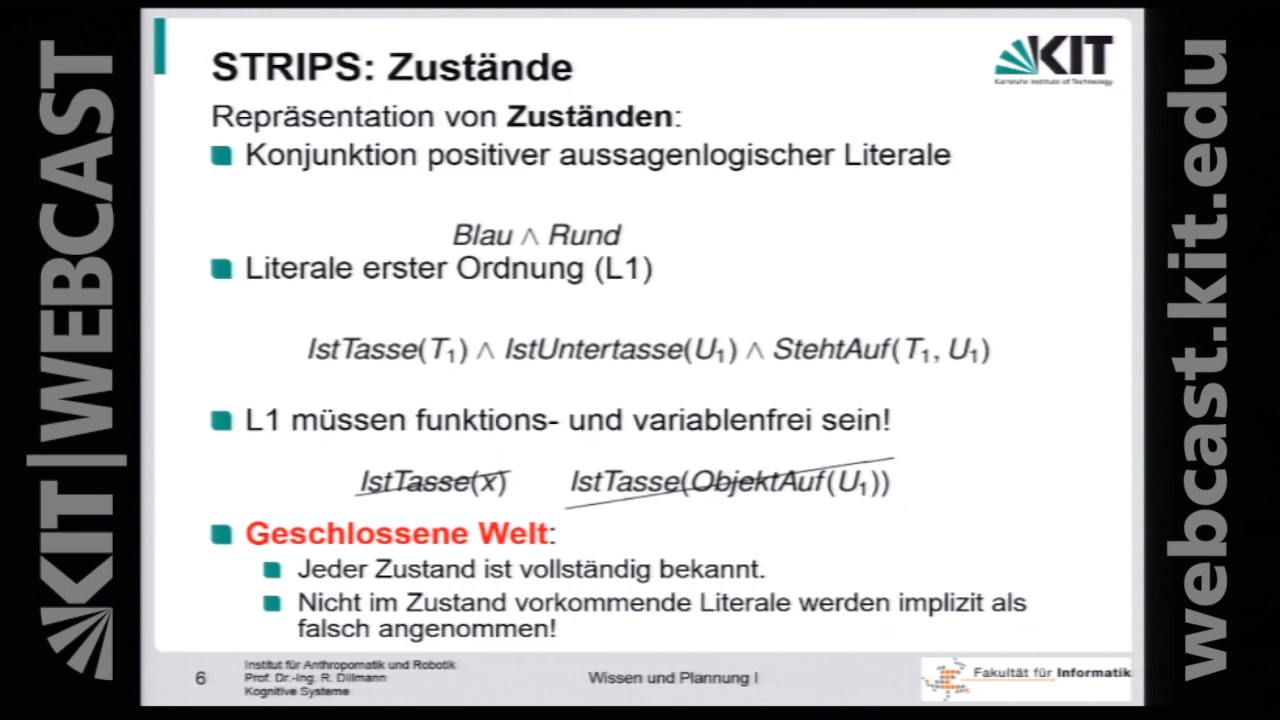 KIT|WEBCAST
STRIPS: Zustände
KIT
Karlsruhe Institute of Technology
Repräsentation von Zuständen:
Konjunktion positiver aussagenlogischer Literale
Blau ∧ Rund
Literale erster Ordnung (L1)
IstTasse(T₁) ∧ IstUntertasse(U₁) ∧ StehtAuf(T₁, U₁)
L1 müssen funktions- und variablenfrei sein!
IstTasse(x) IstTasse(ObjektAuf(U₁))
Geschlossene Welt:
Jeder Zustand ist vollständig bekannt.
Nicht im Zustand vorkommende Literale werden implizit als
falsch angenommen!
6
Institut für Anthropomatik und Robotik
Prof. Dr.-Ing. R. Dillmann
Kognitive Systeme
Wissen und Planung I
Fakultät für Informatik
webcast.kit.edu